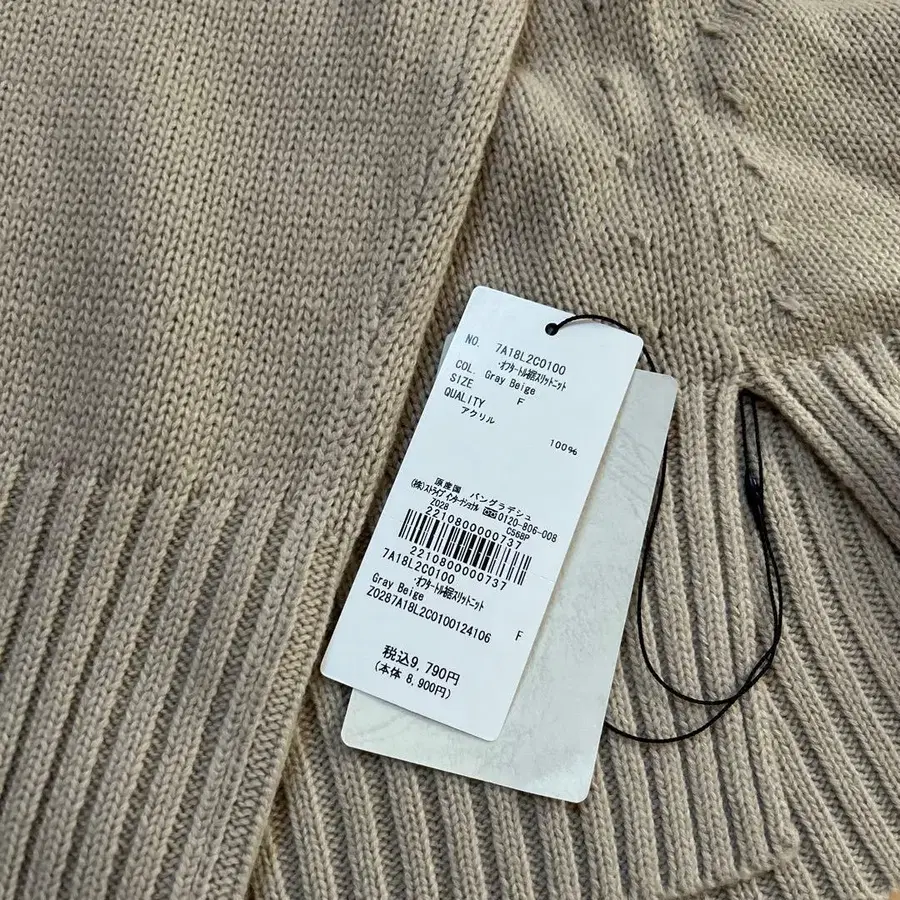 NO. 7A18L2C0100
・オフタートル裾スリットニット
COL. Gray Beige
SIZE F
QUALITY
アクリル
100%
原産国 バングラデシュ
(株)ストライプ インターナショナル 0120-806-008
Z028 C56BP
2210800000737
2210800000737
7A18L2C0100
・オフタートル裾スリットニット
Gray Beige F
Z0287A18L2C0100124106
税込9,790円
(本体 8,900円)